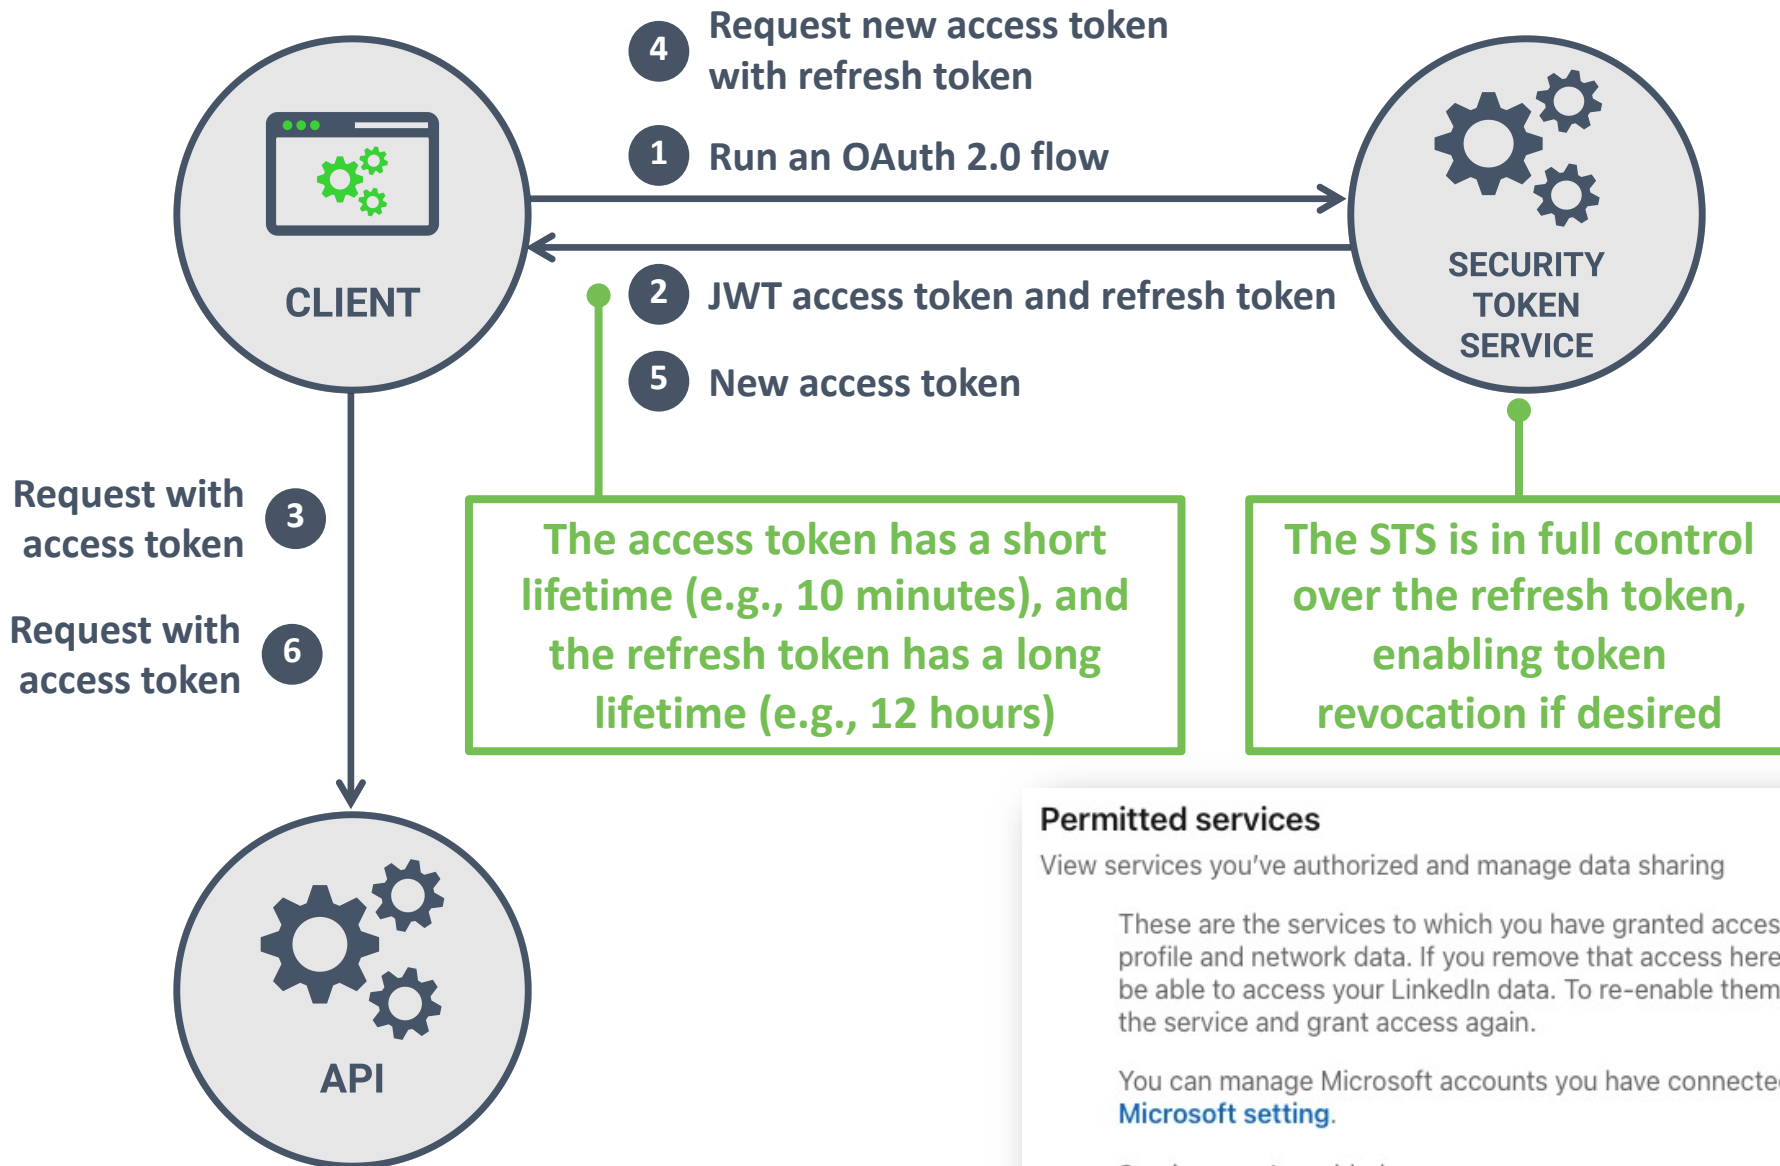 4
Request new access token
with refresh token
1
Run an OAuth 2.0 flow
CLIENT
SECURITY
TOKEN
SERVICE
2
JWT access token and refresh token
5
New access token
Request with
access token
3
Request with
access token
6
The access token has a short
lifetime (e.g., 10 minutes), and
the refresh token has a long
lifetime (e.g., 12 hours)
The STS is in full control
over the refresh token,
enabling token
revocation if desired
API
Permitted services
View services you've authorized and manage data sharing
These are the services to which you have granted acces
profile and network data. If you remove that access here
be able to access your LinkedIn data. To re-enable them
the service and grant access again.
You can manage Microsoft accounts you have connected
Microsoft setting.